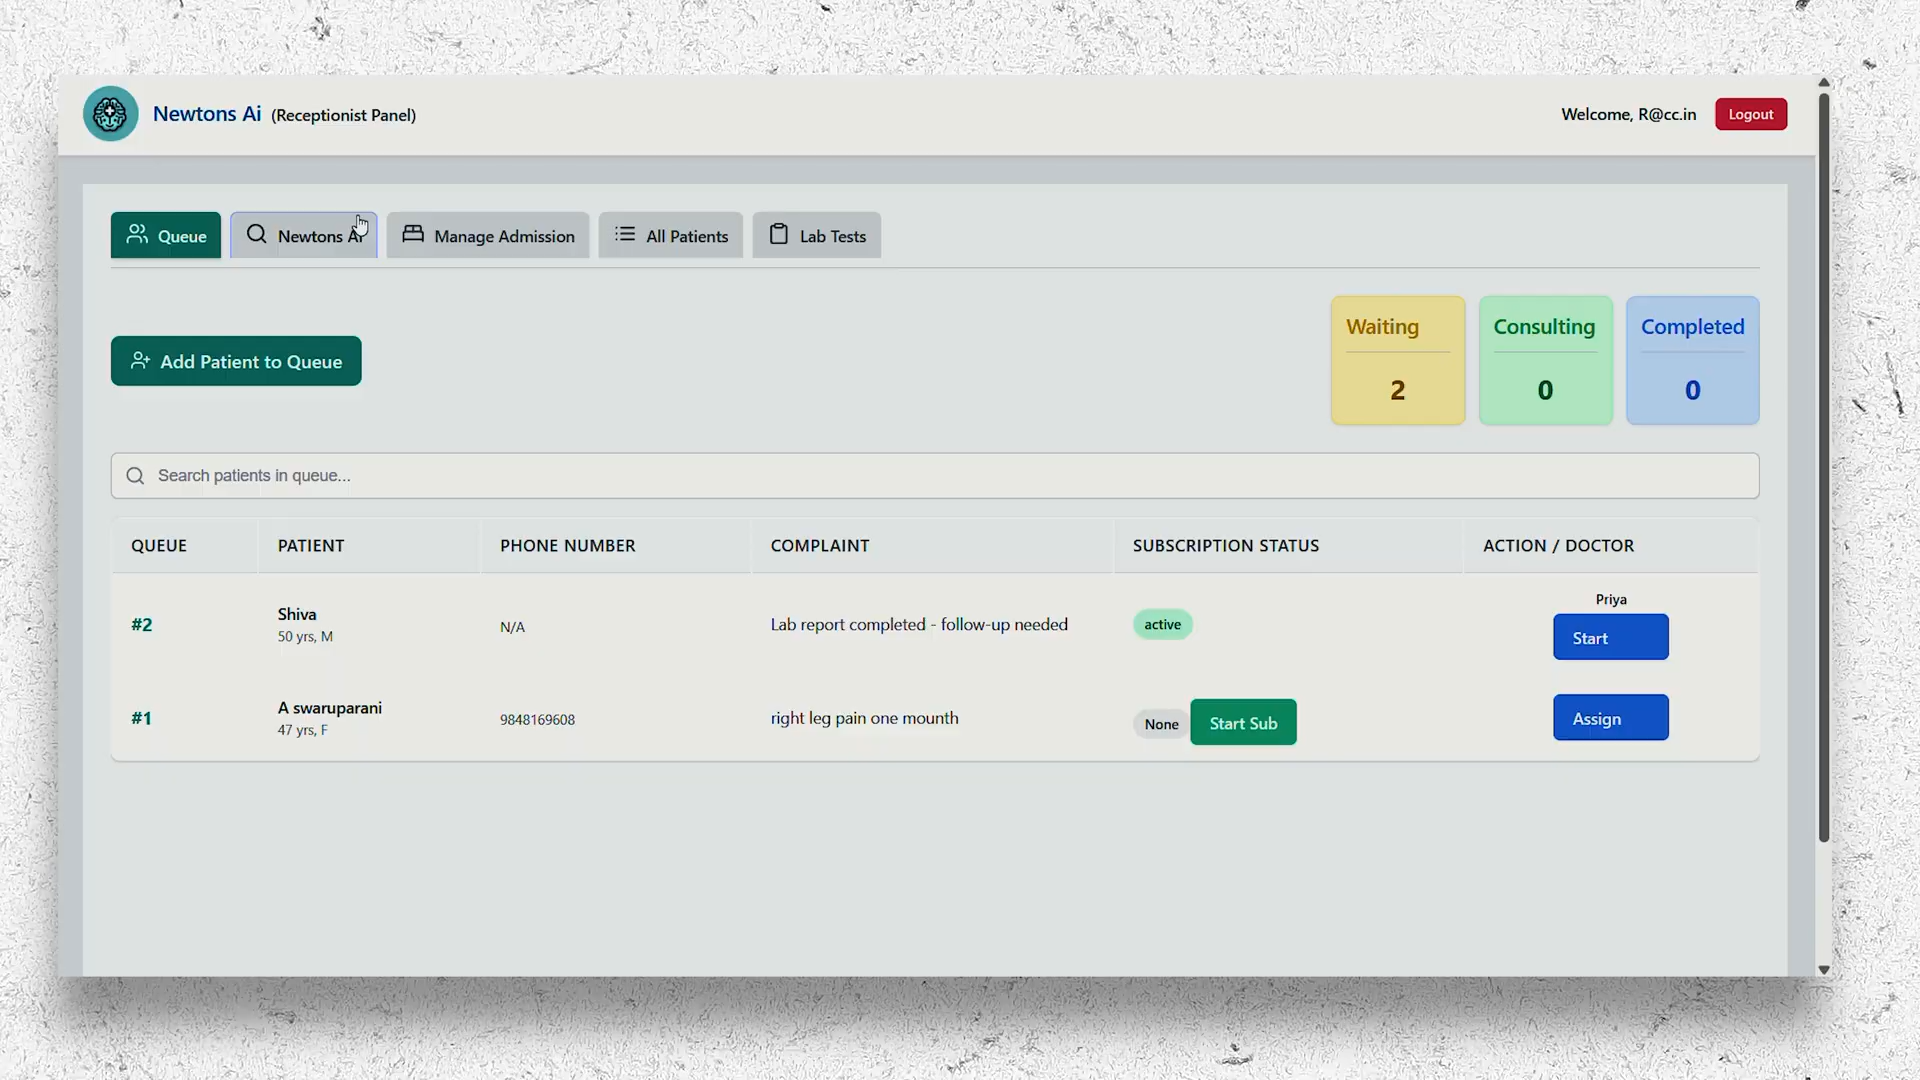 Newtons Ai (Receptionist Panel)
Welcome, R@cc.in
Logout
Queue
Newtons Ai
Manage Admission
All Patients
Lab Tests
Add Patient to Queue
Waiting
2
Consulting
0
Completed
0
Search patients in queue...
QUEUE
PATIENT
PHONE NUMBER
COMPLAINT
SUBSCRIPTION STATUS
ACTION / DOCTOR
#2
Shiva
50 yrs, M
N/A
Lab report completed - follow-up needed
active
Priya
Start
#1
A swaruparani
47 yrs, F
9848169608
right leg pain one mounth
None
Start Sub
Assign